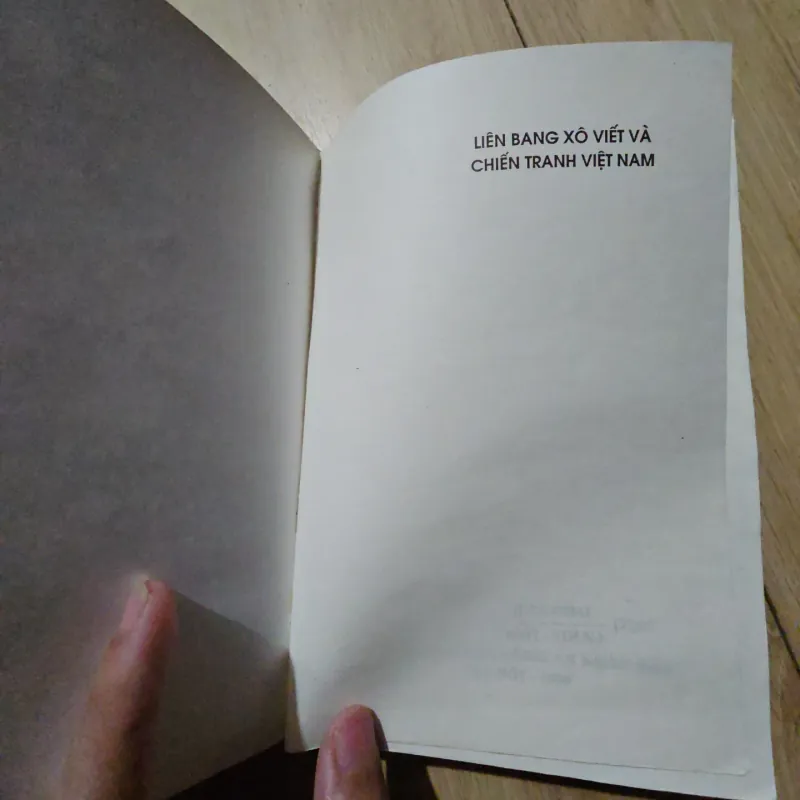 LIÊN BANG XÔ VIẾT VÀ
CHIẾN TRANH VIỆT NAM